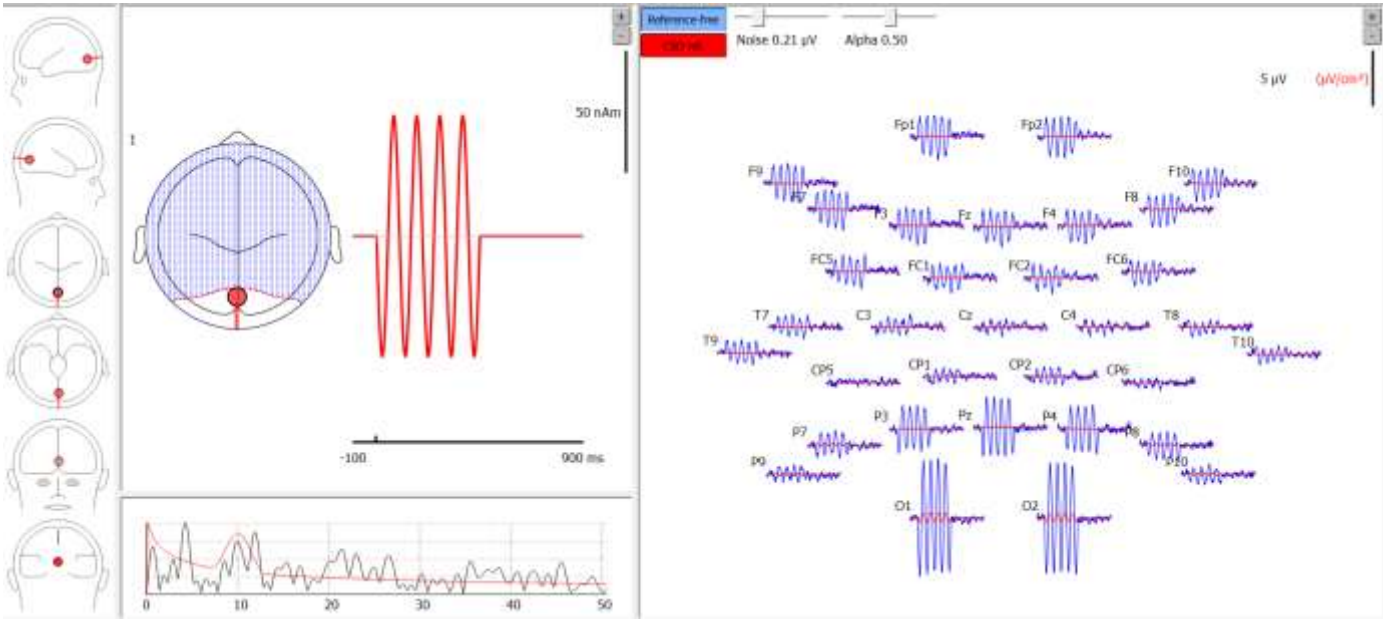 +
-
50 nAm
1
-100
900 ms
0
10
20
30
40
50
Reference-free
Noise 0.21 µV
Alpha 0.50
+
-
5 µV
(µV/cm²)
Fp1
Fp2
F9
F10
F7
F8
F3
Fz
F4
FC5
FC1
FC2
FC6
T7
C3
Cz
C4
T8
T9
T10
CP5
CP1
CP2
CP6
P3
Pz
P4
P7
P8
P9
P10
O1
O2